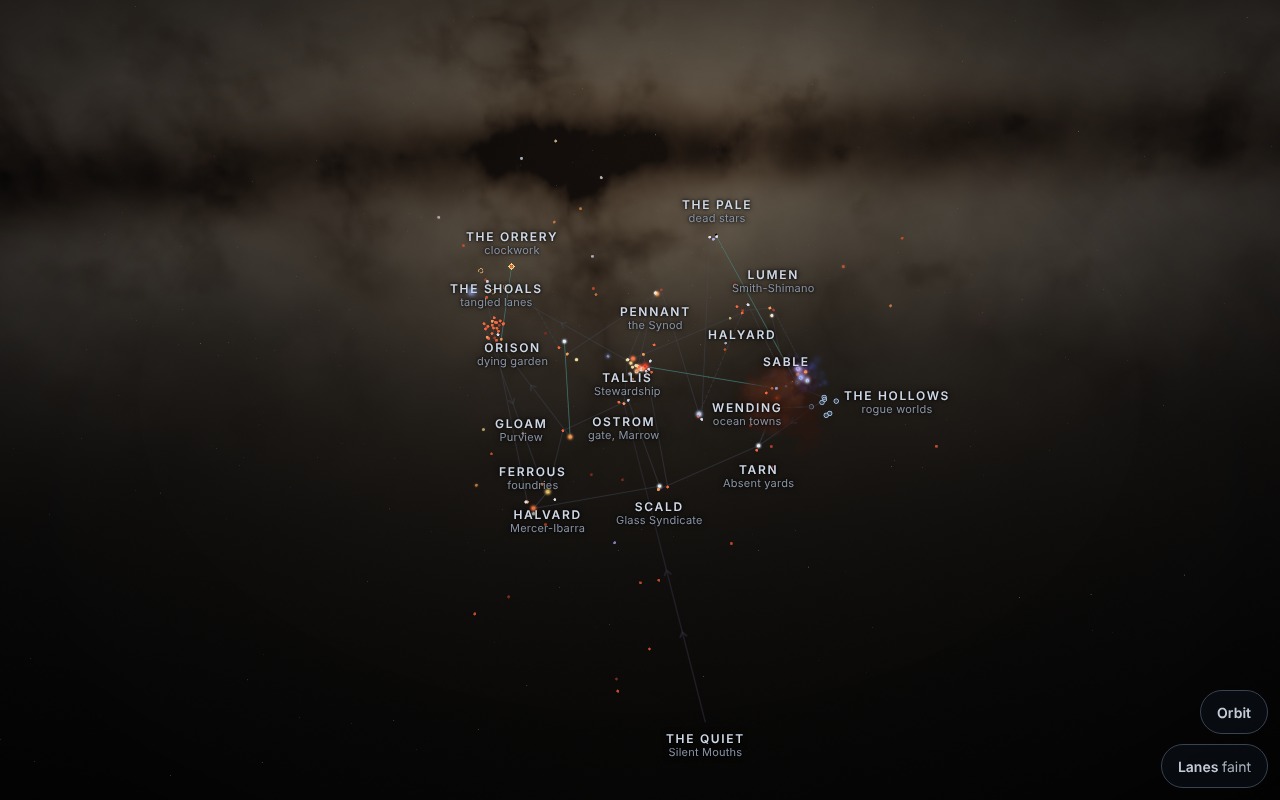 THE PALE
dead stars
THE ORRERY
clockwork
LUMEN
Smith-Shimano
THE SHOALS
tangled lanes
PENNANT
the Synod
HALYARD
ORISON
dying garden
SABLE
TALLIS
Stewardship
THE HOLLOWS
rogue worlds
WENDING
ocean towns
GLOAM
Purview
OSTROM
gate, Marrow
FERROUS
foundries
TARN
Absent yards
HALVARD
Mercer-Ibarra
SCALD
Glass Syndicate
THE QUIET
Silent Mouths
Orbit
Lanes faint